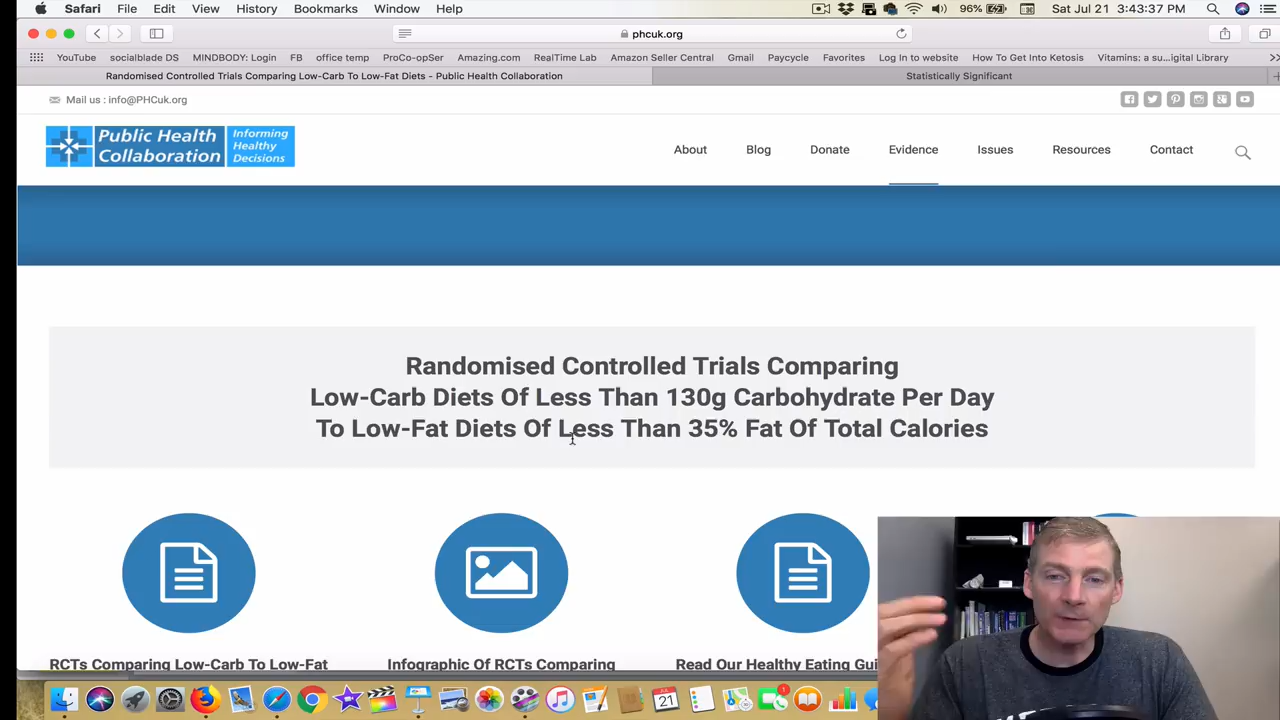 Safari File Edit View History Bookmarks Window Help 96% Sat Jul 21 3:43:37 PM
phcuk.org
YouTube socialblade DS MINDBODY: Login FB office temp ProCo-opSer Amazing.com RealTime Lab Amazon Seller Central Gmail Paycycle Favorites Log In to website How To Get Into Ketosis Vitamins: a su...igital Library
Randomised Controlled Trials Comparing Low-Carb To Low-Fat Diets - Public Health Collaboration Statistically Significant
Mail us : info@PHCuk.org
Public Health Collaboration Informing Healthy Decisions
About Blog Donate Evidence Issues Resources Contact
Randomised Controlled Trials Comparing
Low-Carb Diets Of Less Than 130g Carbohydrate Per Day
To Low-Fat Diets Of Less Than 35% Fat Of Total Calories
RCTs Comparing Low-Carb To Low-Fat Infographic Of RCTs Comparing Read Our Healthy Eating Gui